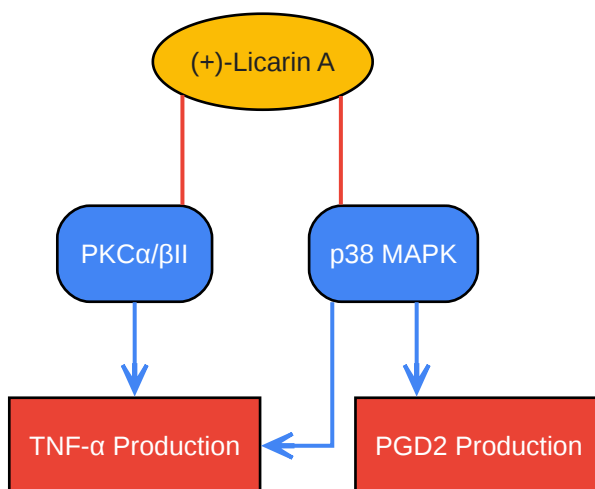 (+)-Licarin A
PKCα/βII
p38 MAPK
TNF-α Production
PGD2 Production